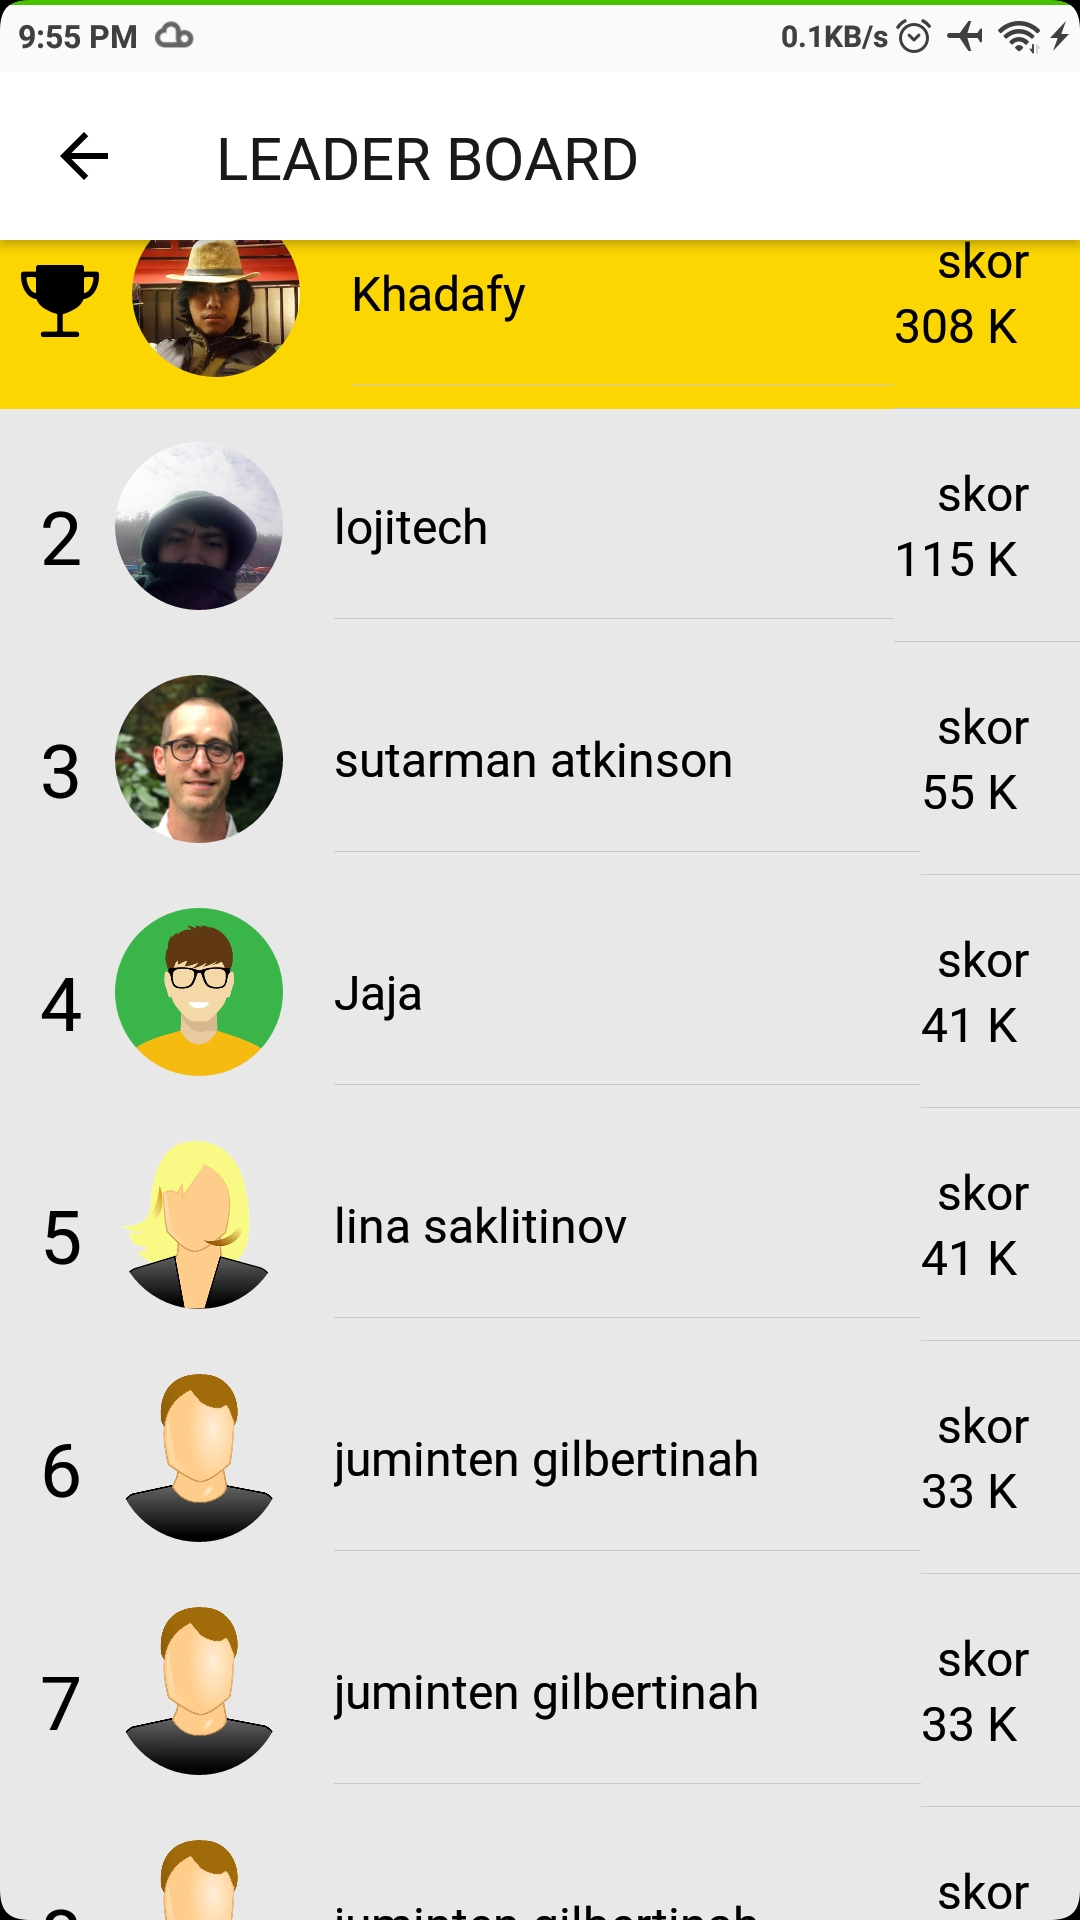 9:55 PM 0.1KB/s
LEADER BOARD
Khadafy skor
308 K
2 lojitech skor
115 K
3 sutarman atkinson skor
55 K
4 Jaja skor
41 K
5 lina saklitinov skor
41 K
6 juminten gilbertinah skor
33 K
7 juminten gilbertinah skor
33 K
juminten gilbertinah skor